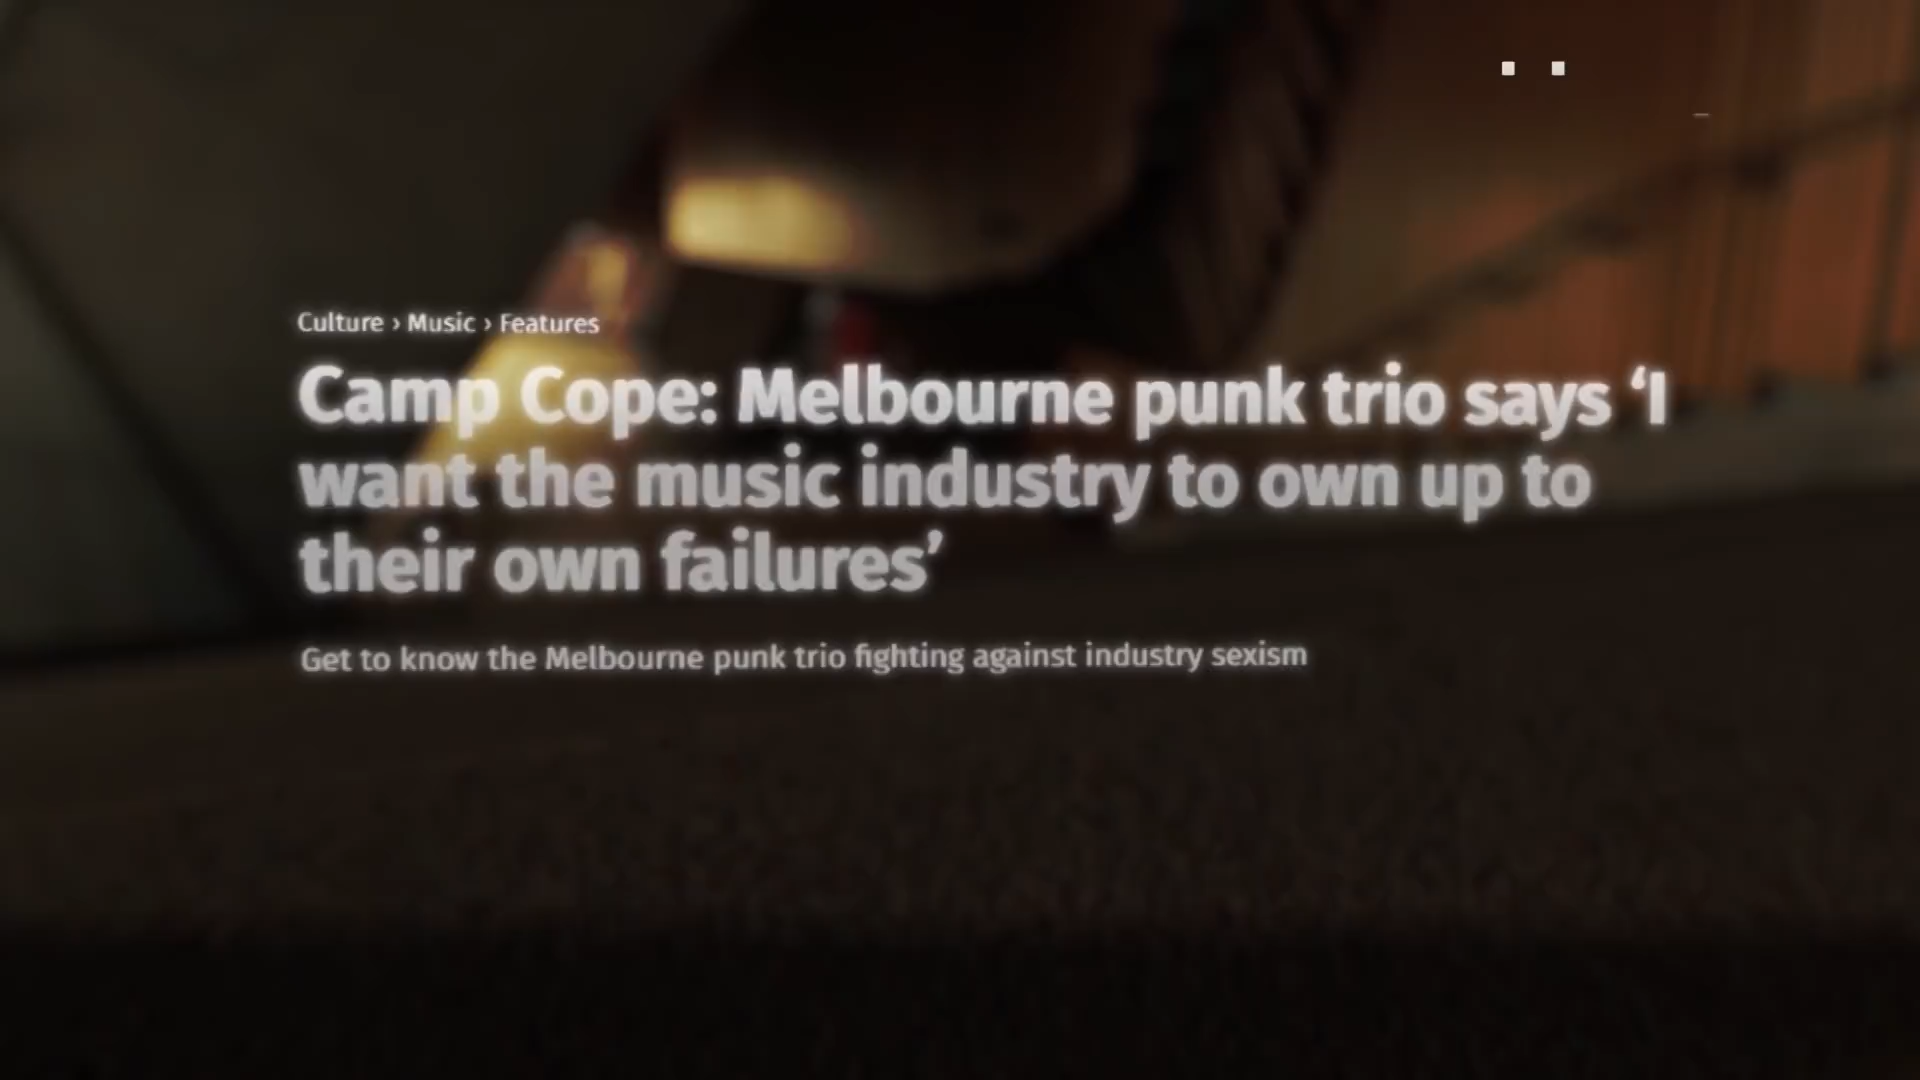 Culture › Music › Features
Camp Cope: Melbourne punk trio says ‘I
want the music industry to own up to
their own failures’
Get to know the Melbourne punk trio fighting against industry sexism